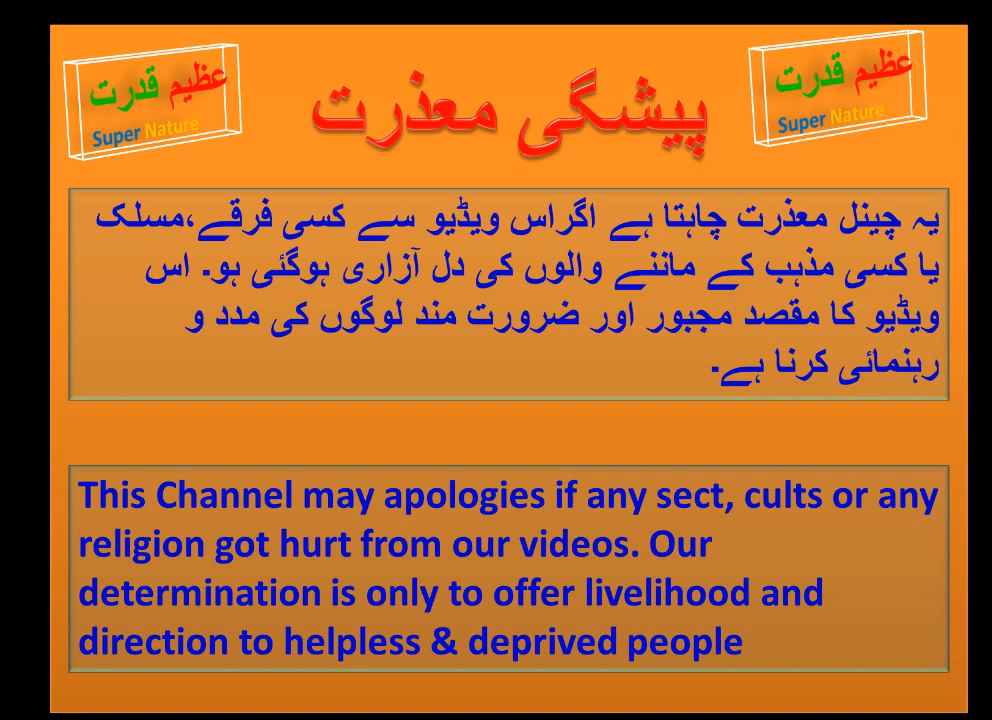 عظیم قدرت
Super Nature
پیشگی معذرت
عظیم قدرت
Super Nature
یہ چینل معذرت چاہتا ہے اگراس ویڈیو سے کسی فرقے،مسلک
یا کسی مذہب کے ماننے والوں کی دل آزاری ہوگئی ہو۔ اس
ویڈیو کا مقصد مجبور اور ضرورت مند لوگوں کی مدد و
رہنمائی کرنا ہے۔
This Channel may apologies if any sect, cults or any
religion got hurt from our videos. Our
determination is only to offer livelihood and
direction to helpless & deprived people